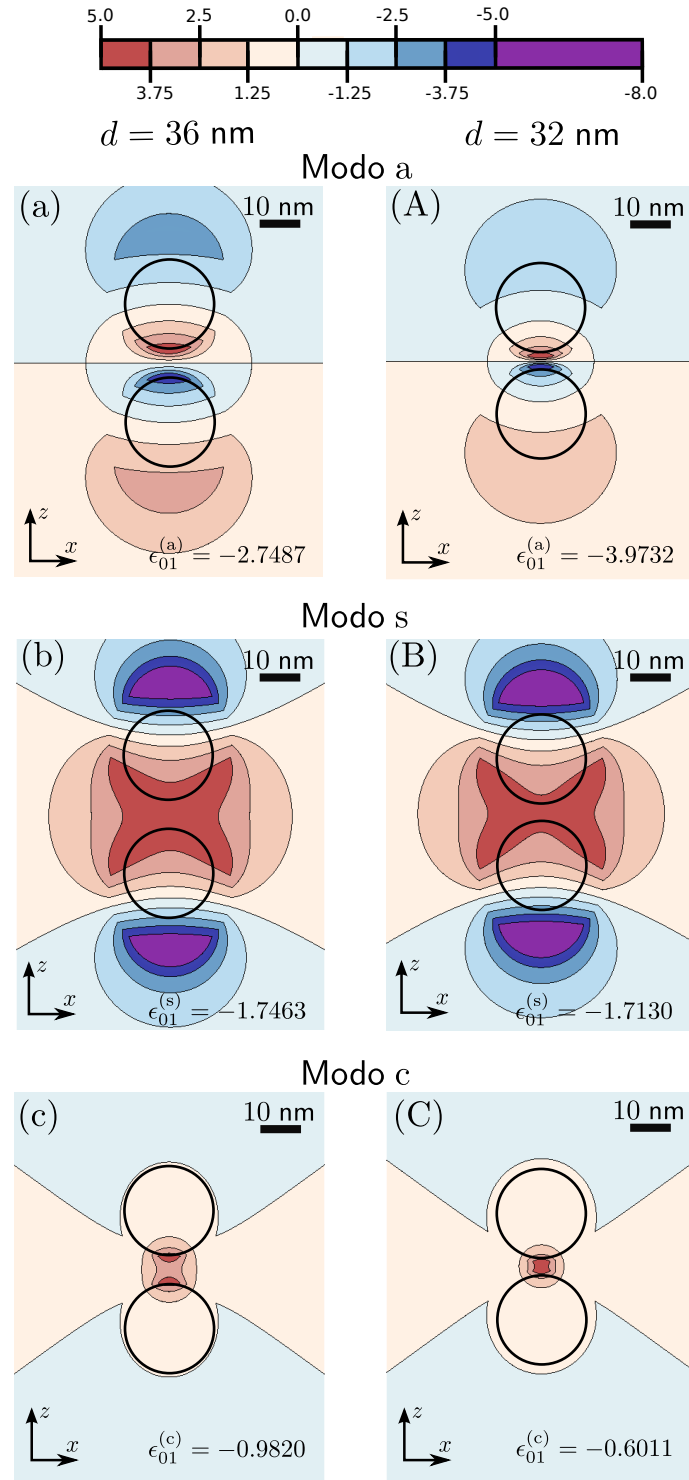 5.0 2.5 0.0 -2.5 -5.0
3.75 1.25 -1.25 -3.75 -8.0
d = 36 nm d = 32 nm
Modo a
(a) 10 nm (A) 10 nm
z x ϵ₀₁⁽ᵃ⁾ = −2.7487 z x ϵ₀₁⁽ᵃ⁾ = −3.9732
Modo s
(b) 10 nm (B) 10 nm
z x ϵ₀₁⁽ˢ⁾ = −1.7463 z x ϵ₀₁⁽ˢ⁾ = −1.7130
Modo c
(c) 10 nm (C) 10 nm
z x ϵ₀₁⁽ᶜ⁾ = −0.9820 z x ϵ₀₁⁽ᶜ⁾ = −0.6011